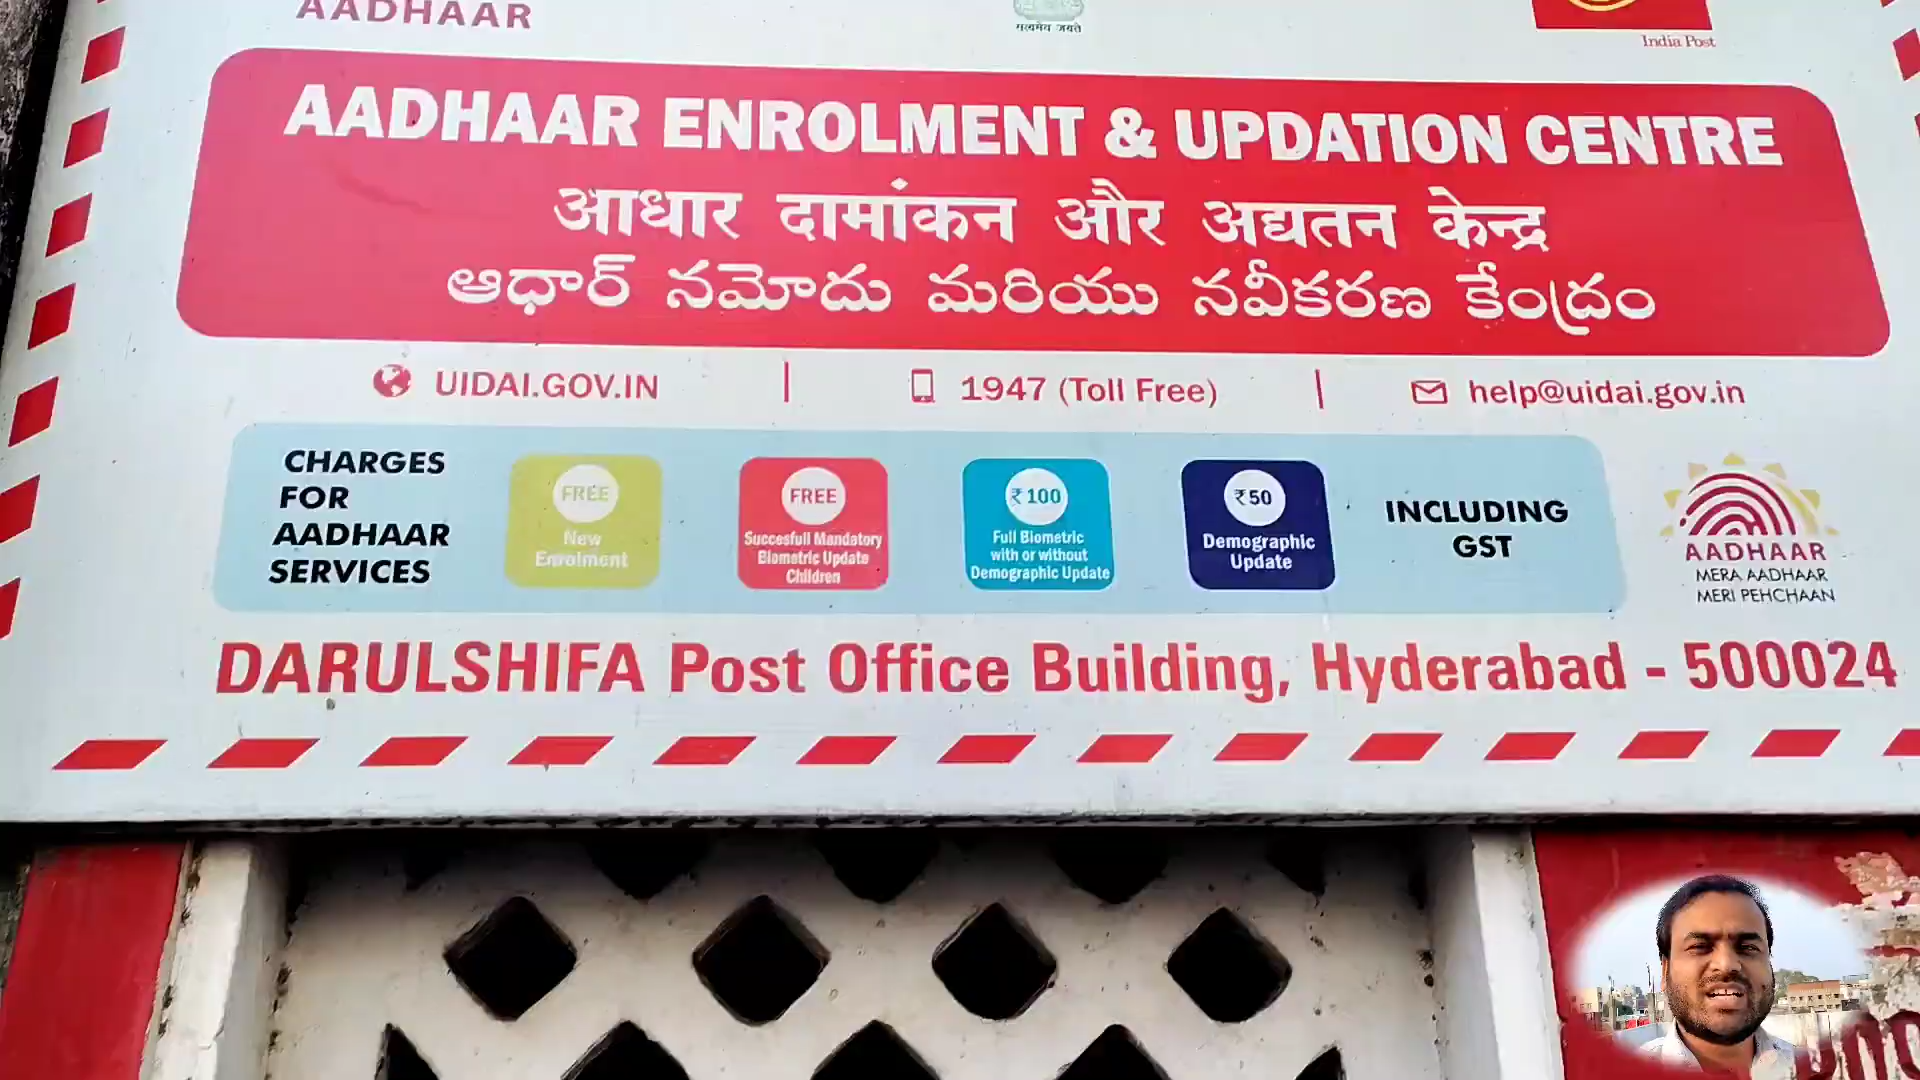 AADHAAR
सत्यमेव जयते
India Post
AADHAAR ENROLMENT & UPDATION CENTRE
आधार दामांकन और अद्यतन केन्द्र
ఆధార్ నమోదు మరియు నవీకరణ కేంద్రం
UIDAI.GOV.IN | 1947 (Toll Free) | help@uidai.gov.in
CHARGES
FOR
AADHAAR
SERVICES
FREE
New
Enrolment
FREE
Succesfull Mandatory
Biometric Update
Children
₹100
Full Biometric
with or without
Demographic Update
₹50
Demographic
Update
INCLUDING
GST
AADHAAR
MERA AADHAAR
MERI PEHCHAAN
DARULSHIFA Post Office Building, Hyderabad - 500024